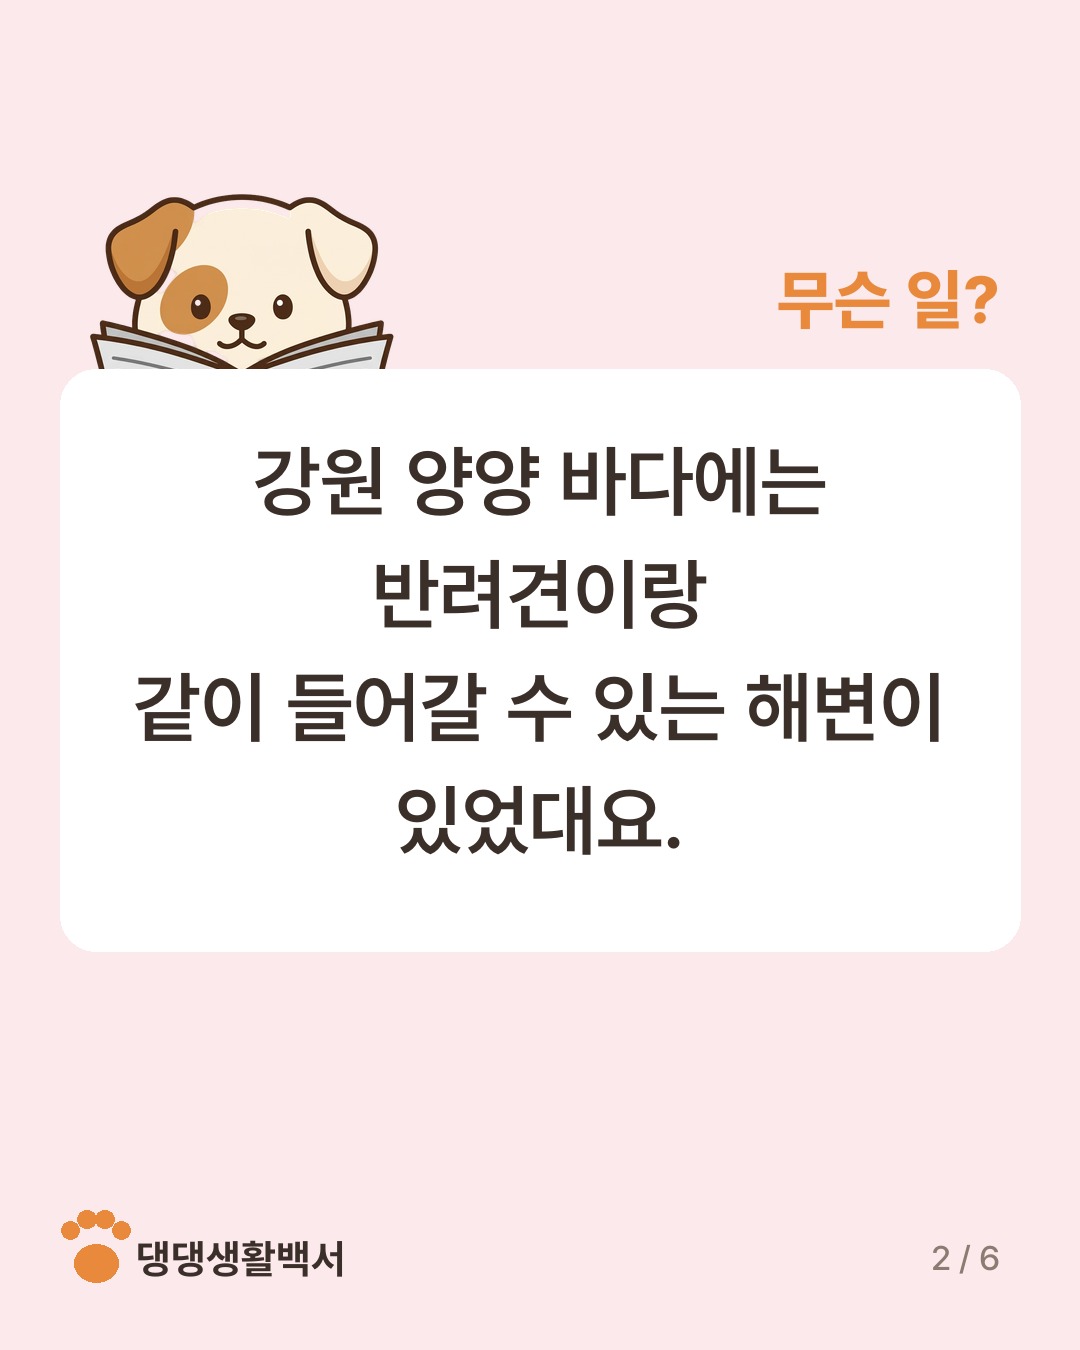 무슨 일?
강원 양양 바다에는
반려견이랑
같이 들어갈 수 있는 해변이
있었대요.
댕댕생활백서
2 / 6